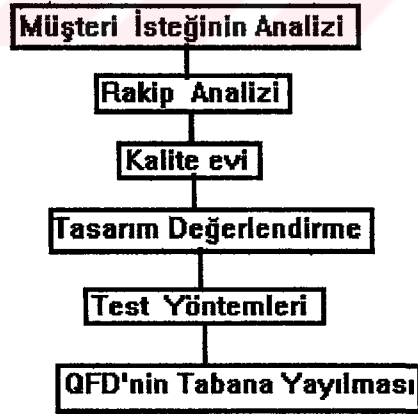 Müşteri İsteğinin Analizi
Rakip Analizi
Kalite evi
Tasarım Değerlendirme
Test Yöntemleri
QFD'nin Tabana Yayılması